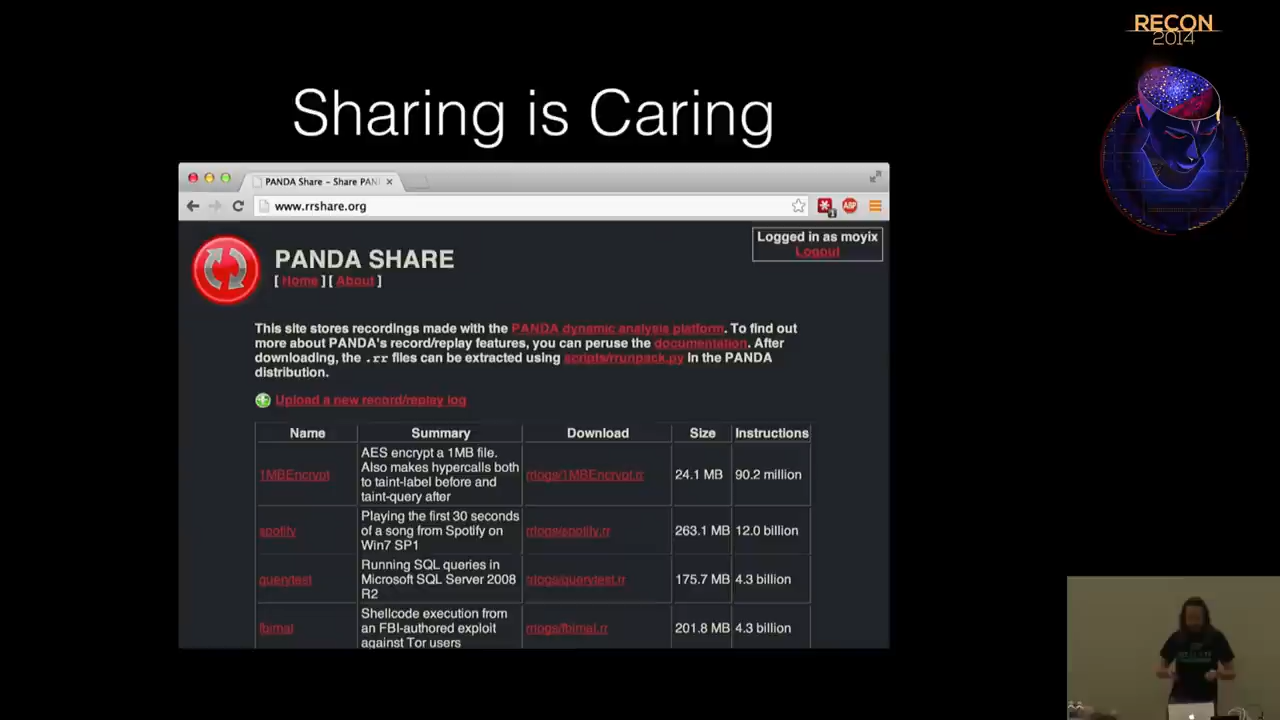 RECON
2014
Sharing is Caring
PANDA Share – Share PAN
www.rrshare.org
ABP
1
Logged in as moyix
Logout
PANDA SHARE
[ Home ] [ About ]
This site stores recordings made with the PANDA dynamic analysis platform. To find out
more about PANDA's record/replay features, you can peruse the documentation. After
downloading, the .rr files can be extracted using scripts/rrunpack.py in the PANDA
distribution.
Upload a new record/replay log
Name Summary Download Size Instructions
AES encrypt a 1MB file.
Also makes hypercalls both
1MBEncrypt rrlogs/1MBEncrypt.rr 24.1 MB 90.2 million
to taint-label before and
taint-query after
Playing the first 30 seconds
spotify of a song from Spotify on rrlogs/spotify.rr 263.1 MB 12.0 billion
Win7 SP1
Running SQL queries in
querytest Microsoft SQL Server 2008 rrlogs/querytest.rr 175.7 MB 4.3 billion
R2
Shellcode execution from
fbimal an FBI-authored exploit rrlogs/fbimal.rr 201.8 MB 4.3 billion
against Tor users